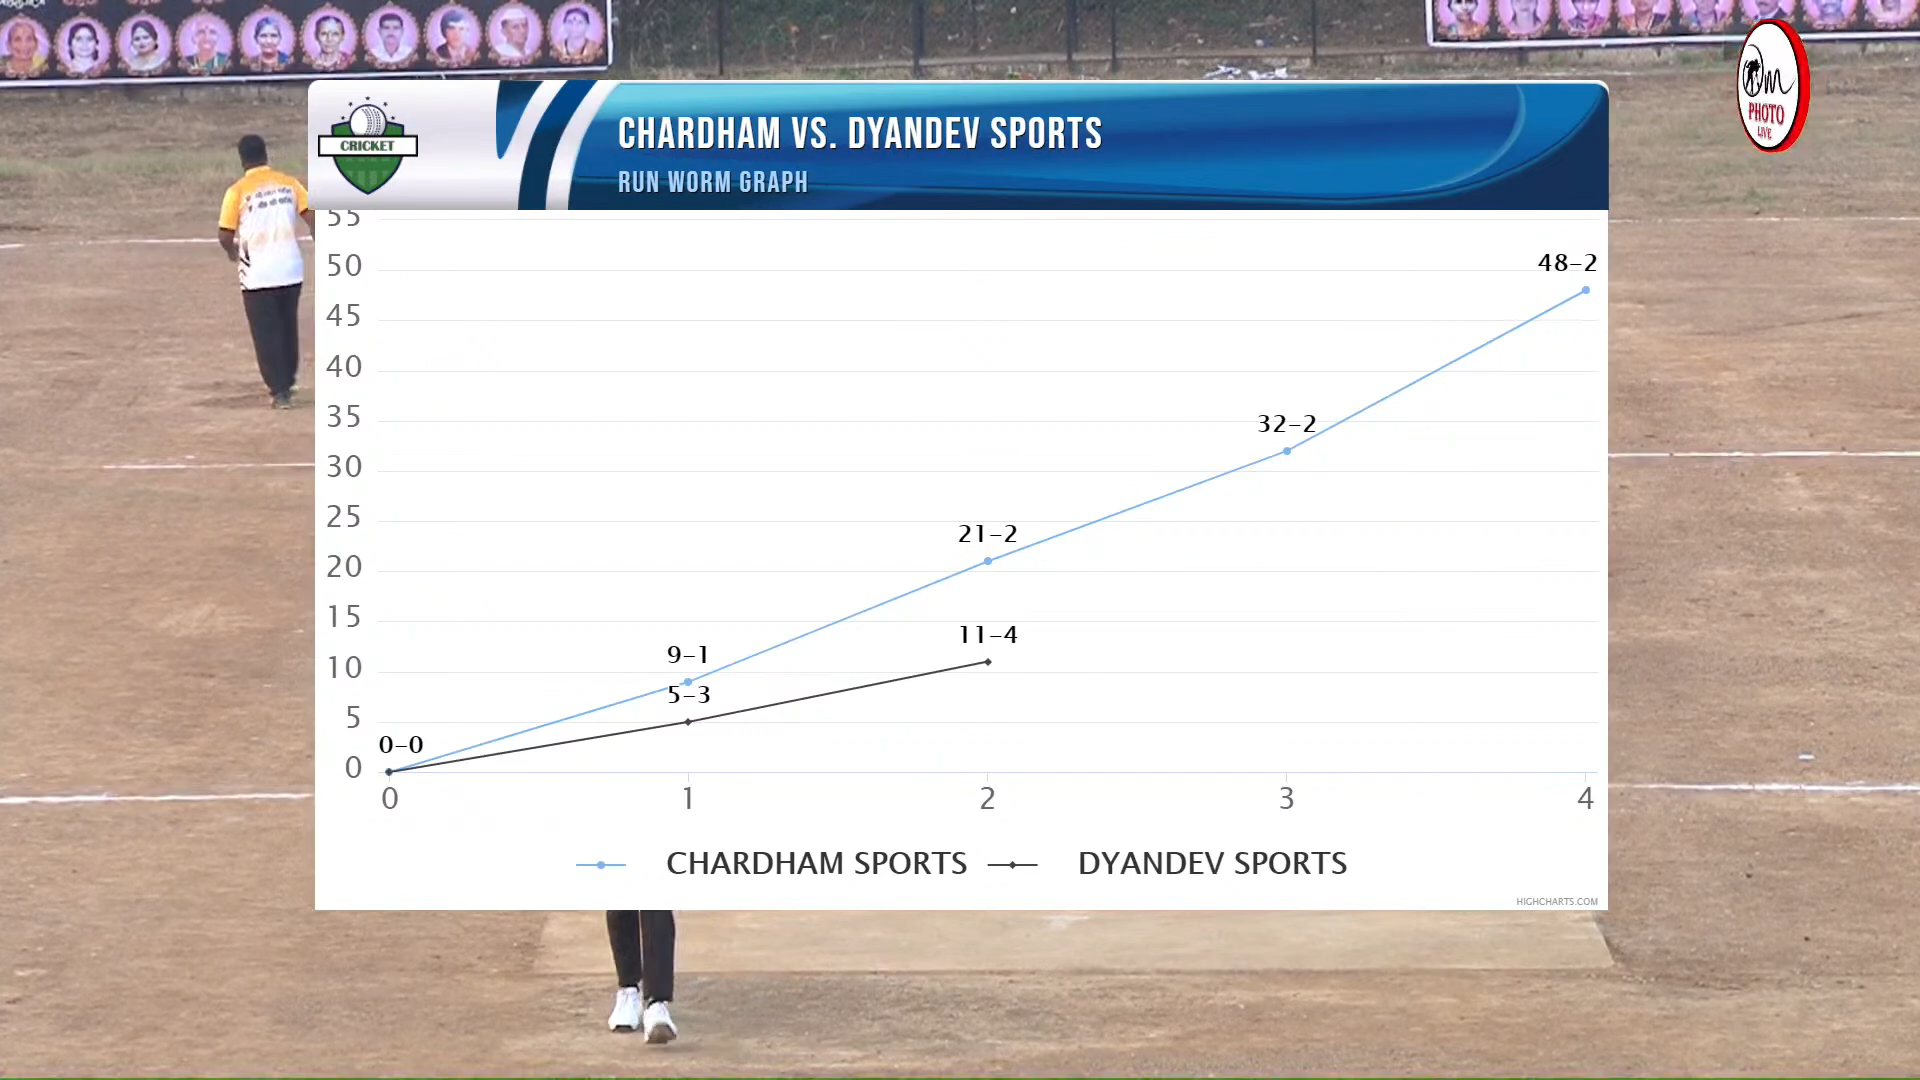 CRICKET
CHARDHAM VS. DYANDEV SPORTS
RUN WORM GRAPH
Om
PHOTO
LIVE
55
50
45
40
35
30
25
20
15
10
5
0
48-2
32-2
21-2
11-4
9-1
5-3
0-0
0 1 2 3 4
CHARDHAM SPORTS DYANDEV SPORTS
HIGHCHARTS.COM